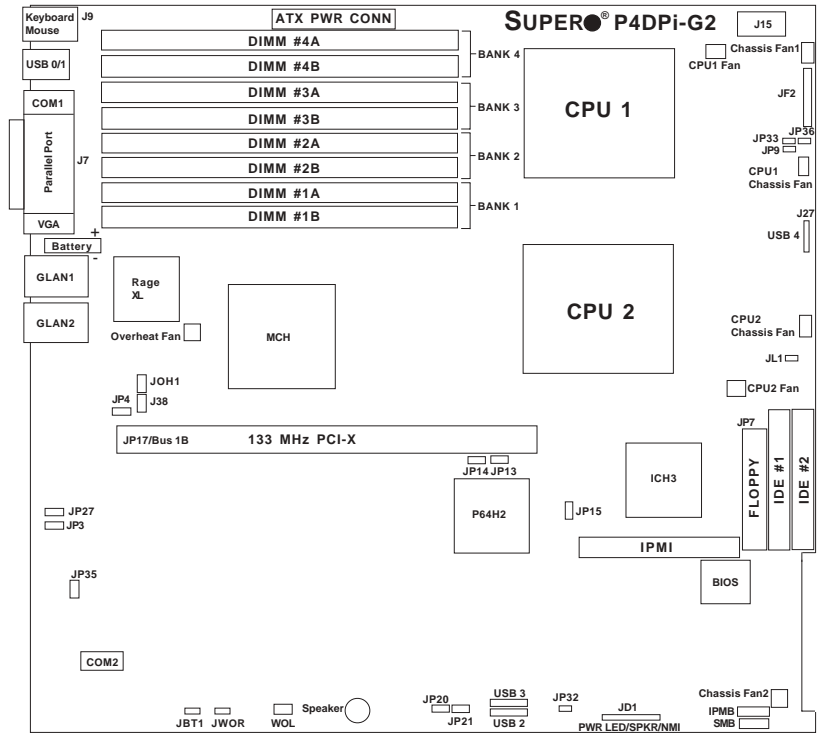 Keyboard
Mouse
J9
ATX PWR CONN
SUPER® P4DPi-G2
J15
USB 0/1
DIMM #4A
DIMM #4B
BANK 4
CPU1 Fan
Chassis Fan1
COM1
DIMM #3A
DIMM #3B
BANK 3
CPU 1
JF2
Parallel Port
J7
DIMM #2A
DIMM #2B
BANK 2
JP33
JP36
JP9
CPU1
Chassis Fan
DIMM #1A
DIMM #1B
BANK 1
VGA
+
Battery
-
J27
USB 4
GLAN1
GLAN2
Rage
XL
Overheat Fan
MCH
CPU 2
CPU2
Chassis Fan
JL1
CPU2 Fan
JOH1
JP4
J38
JP17/Bus 1B
133 MHz PCI-X
JP14
JP13
JP7
FLOPPY
IDE #1
IDE #2
ICH3
P64H2
JP15
JP27
JP3
IPMI
BIOS
JP35
COM2
JBT1
JWOR
WOL
Speaker
JP20
JP21
USB 3
USB 2
JP32
JD1
PWR LED/SPKR/NMI
Chassis Fan2
IPMB
SMB